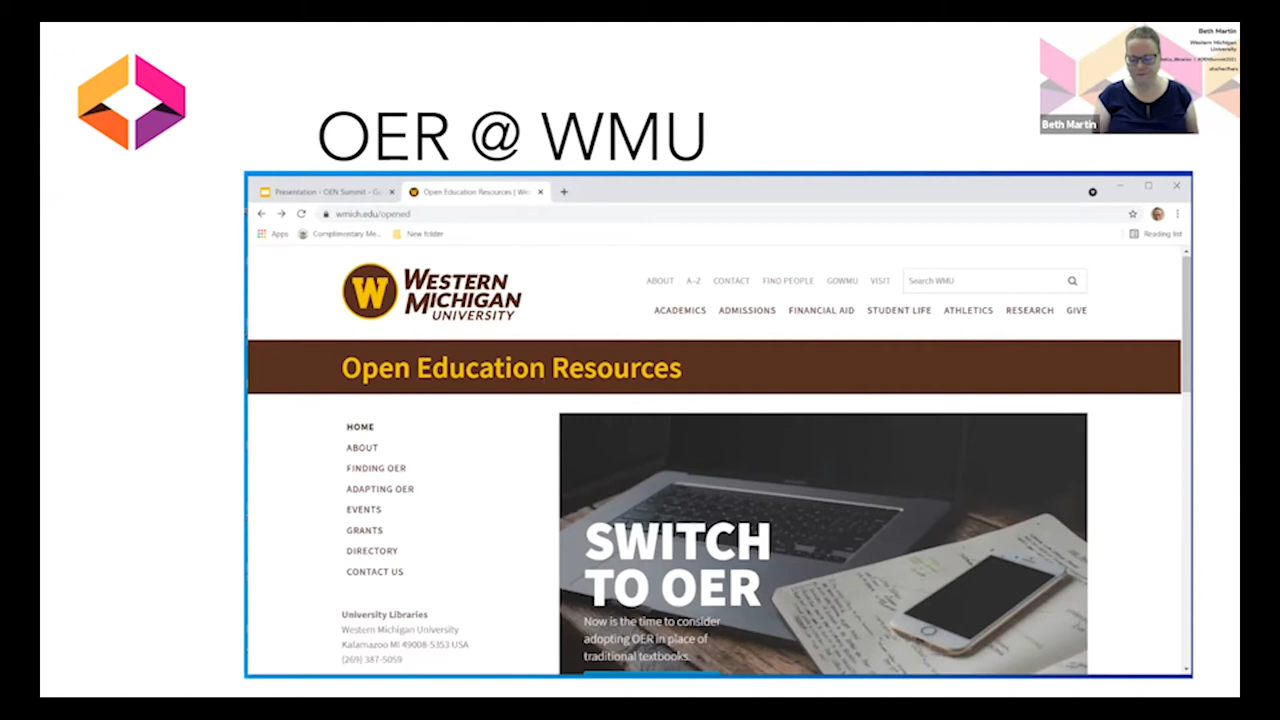 Beth Martin
Western Michigan
University
Beth Martin
OER @ WMU
Presentation - OEN Summit - Go
Open Education Resources | Wes
wmich.edu/opened
Apps
Complimentary Me...
New folder
Reading list
W
WESTERN
MICHIGAN
UNIVERSITY
ABOUT A-Z CONTACT FIND PEOPLE GOWMU VISIT Search WMU
ACADEMICS ADMISSIONS FINANCIAL AID STUDENT LIFE ATHLETICS RESEARCH GIVE
Open Education Resources
HOME
ABOUT
FINDING OER
ADAPTING OER
EVENTS
GRANTS
DIRECTORY
CONTACT US
University Libraries
Western Michigan University
Kalamazoo MI 49008-5353 USA
(269) 387-5059
SWITCH
TO OER
Now is the time to consider
adopting OER in place of
traditional textbooks.